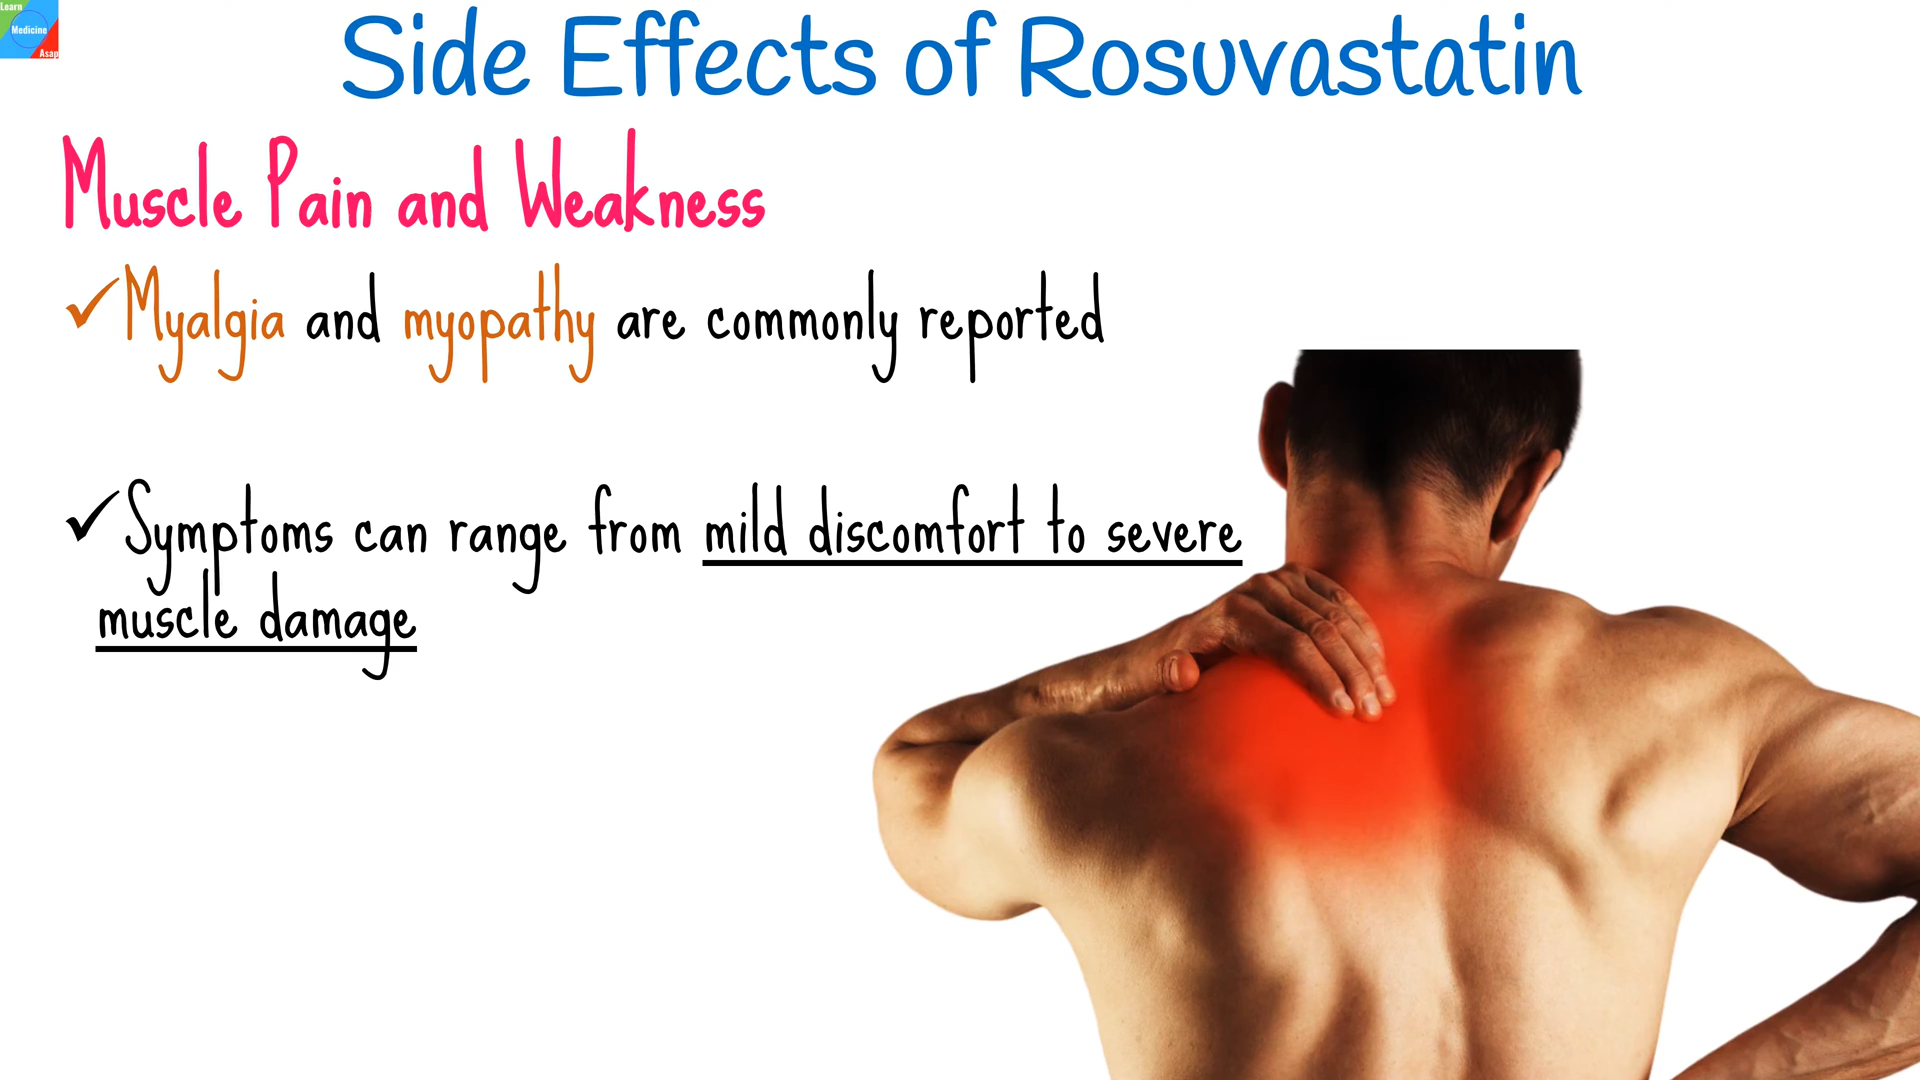 Learn
Medicine
Asap
Side Effects of Rosuvastatin
Muscle Pain and Weakness
✓Myalgia and myopathy are commonly reported
✓Symptoms can range from mild discomfort to severe
muscle damage